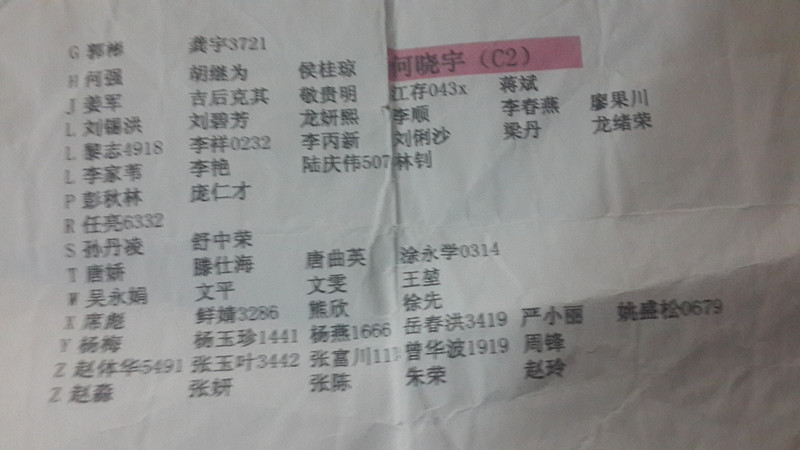 G 郭彬 龚宇3721
H 何强 胡继为 侯桂琼 何晓宇（C2）
J 姜军 吉后克其 敬贵明 江存043x 蒋斌
L 刘锡洪 刘碧芳 龙妍熙 李顺 李春燕 廖果川
L 黎志4918 李祥0232 李丙新 刘俐沙 梁丹 龙绪荣
L 李家苇 李艳 陆庆伟507 林钊
P 彭秋林 庞仁才
R 任亮6332
S 孙丹凌 舒中荣
T 唐娇 滕仕海 唐曲英 涂永学0314
W 吴永娟 文平 文雯 王堃
X 席彪 鲜婧3286 熊欣 徐先
Y 杨梅 杨玉珍1441 杨燕1666 岳春洪3419 严小丽 姚盛松0679
Z 赵体华5491 张玉叶3442 张富川111 曾华波1919 周锋
Z 赵淼 张妍 张陈 朱荣 赵玲